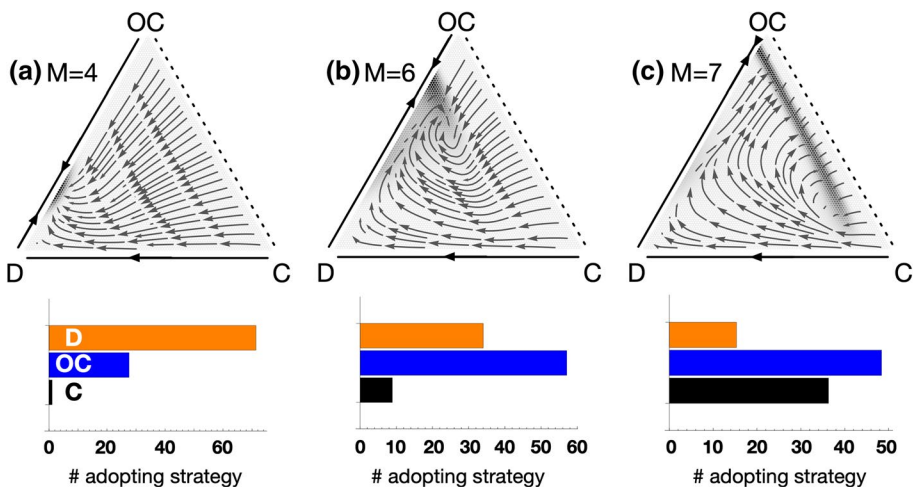 OC OC OC
(a) M=4 (b) M=6 (c) M=7
D C D C D C
D
OC
C
0 20 40 60 0 10 20 30 40 50 60 0 10 20 30 40 50
# adopting strategy # adopting strategy # adopting strategy